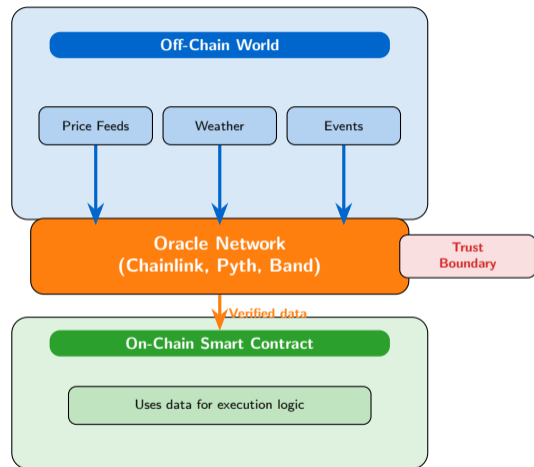 Off-Chain World
Price Feeds
Weather
Events
Oracle Network
(Chainlink, Pyth, Band)
Trust
Boundary
Verified data
On-Chain Smart Contract
Uses data for execution logic